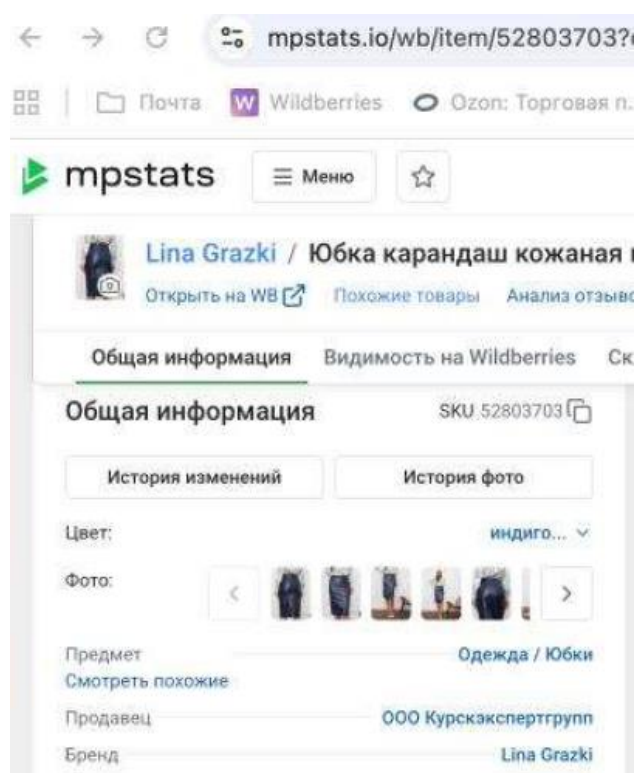 mpstats.io/wb/item/52803703?
Почта W Wildberries Ozon: Торговая п.
mpstats Меню
Lina Grazki / Юбка карандаш кожаная
Открыть на WB Похожие товары Анализ отзыво
Общая информация Видимость на Wildberries Ск
Общая информация SKU 52803703
История изменений История фото
Цвет: индиго...
Фото:
Предмет Одежда / Юбки
Смотреть похожие
Продавец ООО Курскэкспертгрупп
Бренд Lina Grazki